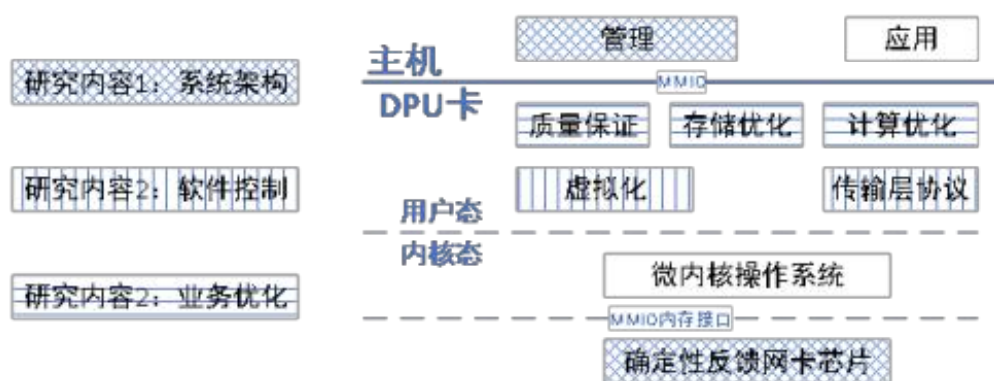 研究内容1：系统架构
研究内容2：软件控制
研究内容2：业务优化
管理
应用
主机
MMIO
DPU卡
质量保证
存储优化
计算优化
虚拟化
传输层协议
用户态
内核态
微内核操作系统
MMIO内存接口
确定性反馈网卡芯片